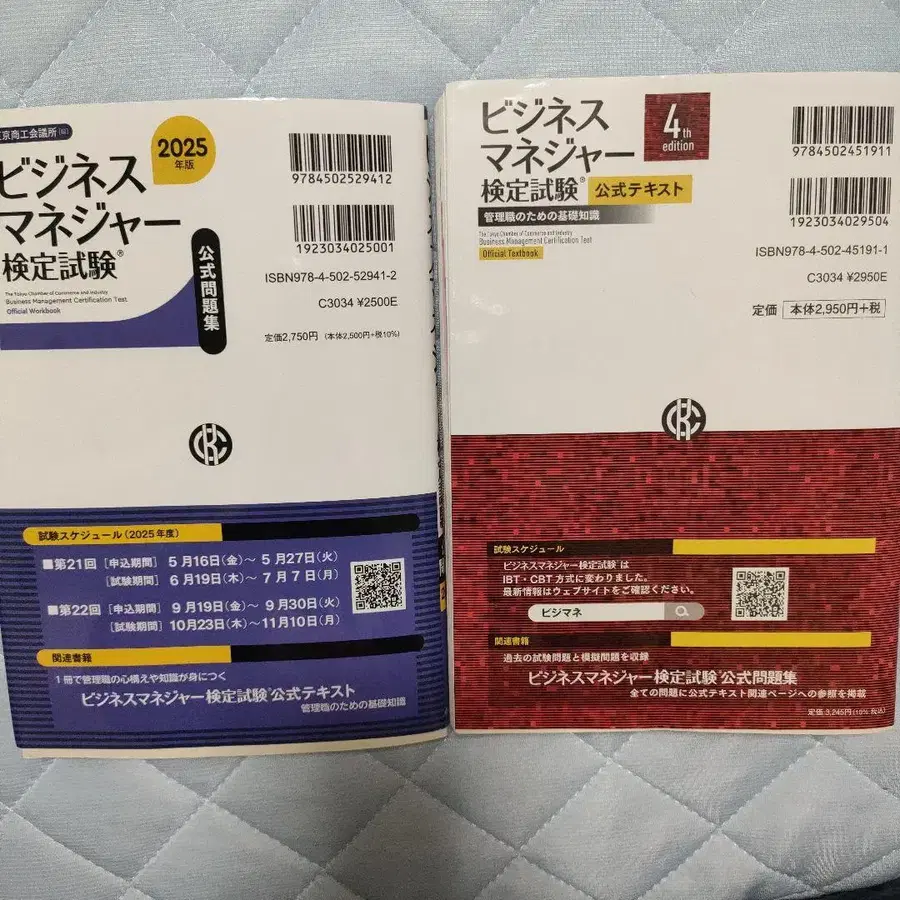 京商工会議所 編
ビジネス
マネジャー
検定試験®
2025
年版
公式問題集
The Tokyo Chamber of Commerce and Industry
Business Management Certification Test
Official Workbook
9784502529412
1923034025001
ISBN978-4-502-52941-2
C3034 ¥2500E
定価2,750円 (本体2,500円+税10%)
試験スケジュール(2025年度)
■第21回 [申込期間] 5月16日(金)〜 5月27日(火)
[試験期間] 6月19日(木)〜 7月7日(月)
■第22回 [申込期間] 9月19日(金)〜 9月30日(火)
[試験期間] 10月23日(木)〜11月10日(月)
関連書籍
1冊で管理職の心構えや知識が身につく
ビジネスマネジャー検定試験®公式テキスト
管理職のための基礎知識
ビジネス
マネジャー
検定試験®
公式テキスト
4th
edition
管理職のための基礎知識
The Tokyo Chamber of Commerce and Industry
Business Management Certification Test
Official Textbook
9784502451911
1923034029504
ISBN978-4-502-45191-1
C3034 ¥2950E
定価 本体2,950円+税
試験スケジュール
ビジネスマネジャー検定試験®は
IBT・CBT方式に変わりました。
最新情報はウェブサイトをご確認ください。
ビジマネ
関連書籍
過去の試験問題と模擬問題を収録
ビジネスマネジャー検定試験®公式問題集
全ての問題に公式テキスト関連ページへの参照を掲載
定価 3,245円(10%税込)